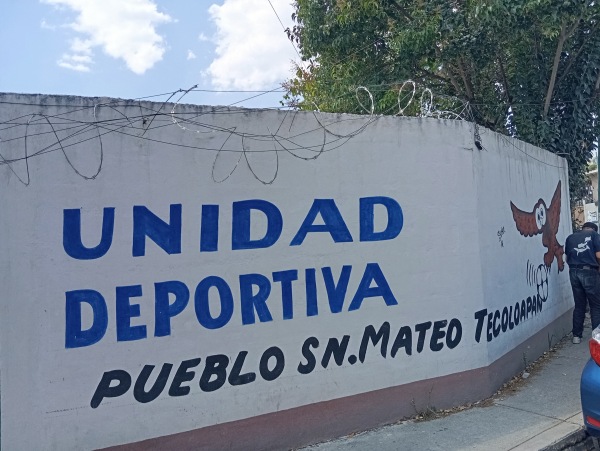 UNIDAD
DEPORTIVA
PUEBLO SN. MATEO TECOLOAPAN